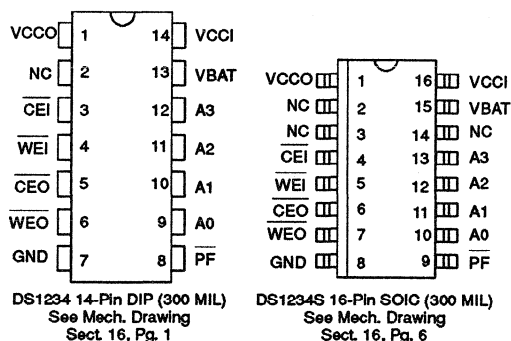 VCCO 1 14 VCCI
NC 2 13 VBAT
CEI 3 12 A3
WEI 4 11 A2
CEO 5 10 A1
WEO 6 9 A0
GND 7 8 PF
DS1234 14-Pin DIP (300 MIL)
See Mech. Drawing
Sect. 16, Pg. 1
VCCO 1 16 VCCI
NC 2 15 VBAT
NC 3 14 NC
CEI 4 13 A3
WEI 5 12 A2
CEO 6 11 A1
WEO 7 10 A0
GND 8 9 PF
DS1234S 16-Pin SOIC (300 MIL)
See Mech. Drawing
Sect. 16, Pg. 6